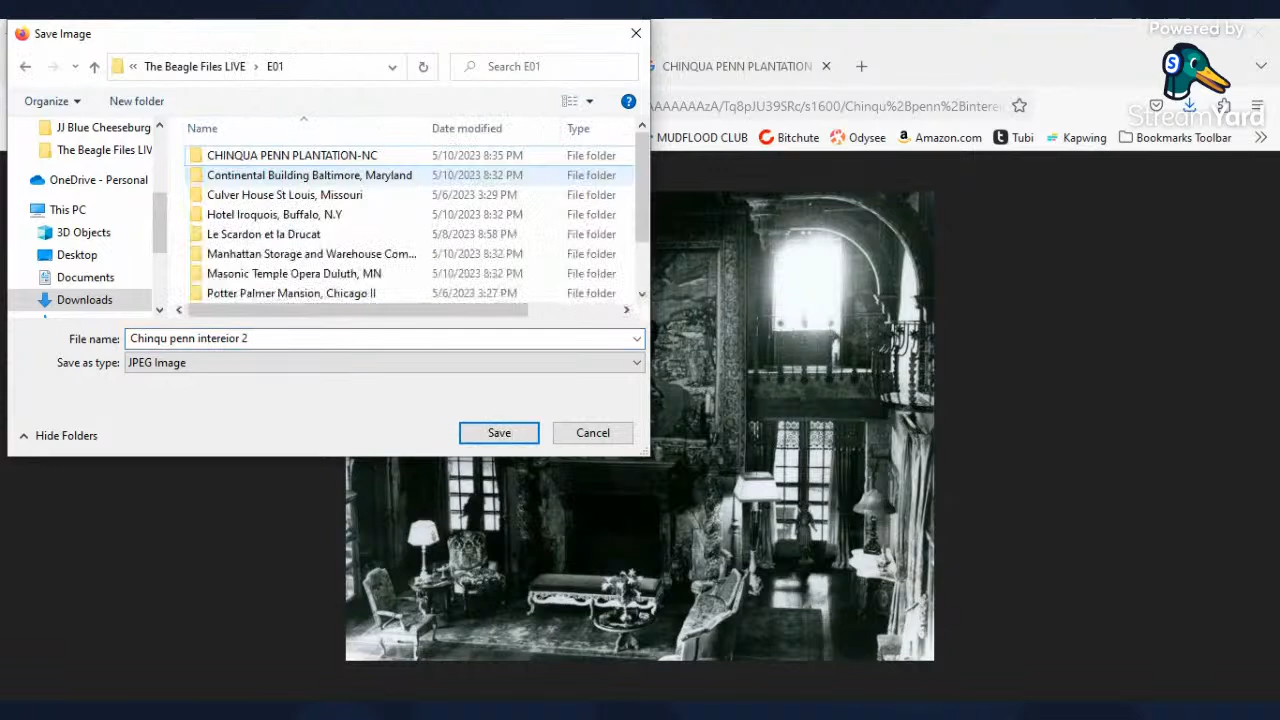 Save Image
Powered by
StreamYard
The Beagle Files LIVE
E01
Search E01
CHINQUA PENN PLANTATION
AAAAAAAzA/Tq8pJU39SRc/s1600/Chinqu%2Bpenn%2Binterei
Organize
New folder
MUDFLOOD CLUB
Bitchute
Odysee
Amazon.com
Tubi
Kapwing
Bookmarks Toolbar
JJ Blue Cheeseburg
The Beagle Files LIV
OneDrive - Personal
This PC
3D Objects
Desktop
Documents
Downloads
Name Date modified Type
CHINQUA PENN PLANTATION-NC 5/10/2023 8:35 PM File folder
Continental Building Baltimore, Maryland 5/10/2023 8:32 PM File folder
Culver House St Louis, Missouri 5/6/2023 3:29 PM File folder
Hotel Iroquois, Buffalo, N.Y 5/10/2023 8:32 PM File folder
Le Scardon et la Drucat 5/8/2023 8:58 PM File folder
Manhattan Storage and Warehouse Com... 5/10/2023 8:32 PM File folder
Masonic Temple Opera Duluth, MN 5/10/2023 8:32 PM File folder
Potter Palmer Mansion, Chicago Il 5/6/2023 3:27 PM File folder
File name: Chinqu penn intereior 2
Save as type: JPEG Image
Hide Folders
Save
Cancel